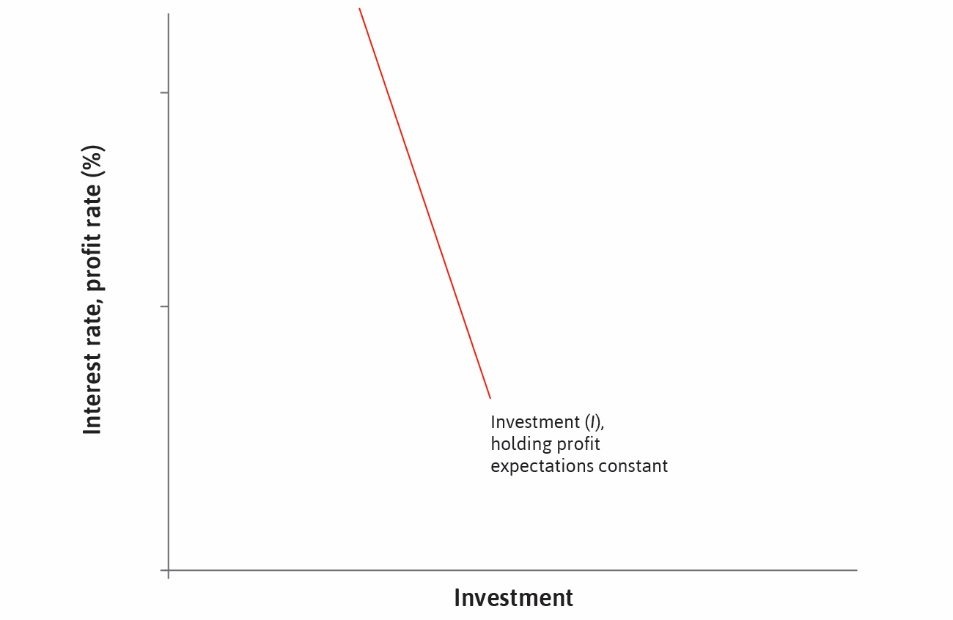 Interest rate, profit rate (%)
Investment (I),
holding profit
expectations constant
Investment